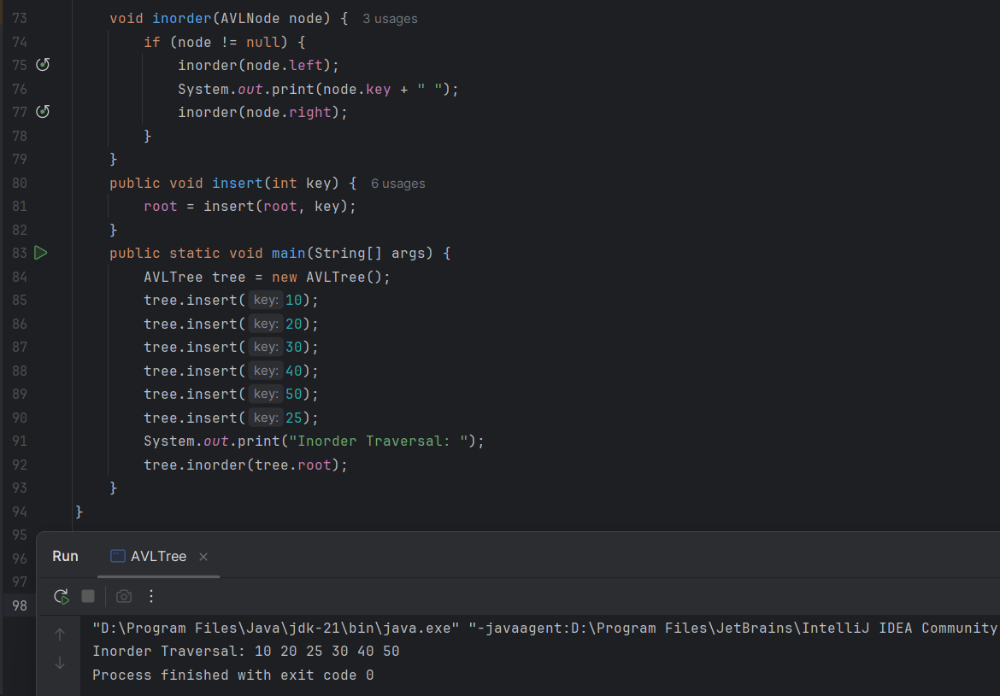 73 void inorder(AVLNode node) { 3 usages
74 if (node != null) {
75 inorder(node.left);
76 System.out.print(node.key + " ");
77 inorder(node.right);
78 }
79 }
80 public void insert(int key) { 6 usages
81 root = insert(root, key);
82 }
83 public static void main(String[] args) {
84 AVLTree tree = new AVLTree();
85 tree.insert( key: 10);
86 tree.insert( key: 20);
87 tree.insert( key: 30);
88 tree.insert( key: 40);
89 tree.insert( key: 50);
90 tree.insert( key: 25);
91 System.out.print("Inorder Traversal: ");
92 tree.inorder(tree.root);
93 }
94 }
95
96
97
98
Run AVLTree
"D:\Program Files\Java\jdk-21\bin\java.exe" "-javaagent:D:\Program Files\JetBrains\IntelliJ IDEA Community
Inorder Traversal: 10 20 25 30 40 50
Process finished with exit code 0